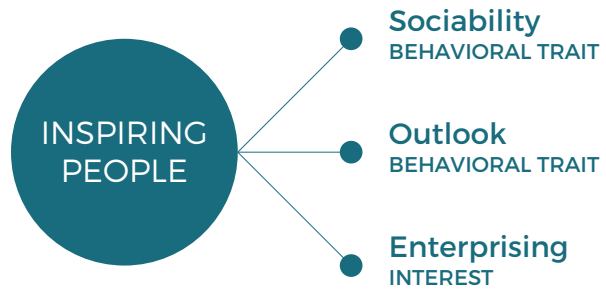 INSPIRING
PEOPLE
Sociability
BEHAVIORAL TRAIT
Outlook
BEHAVIORAL TRAIT
Enterprising
INTEREST